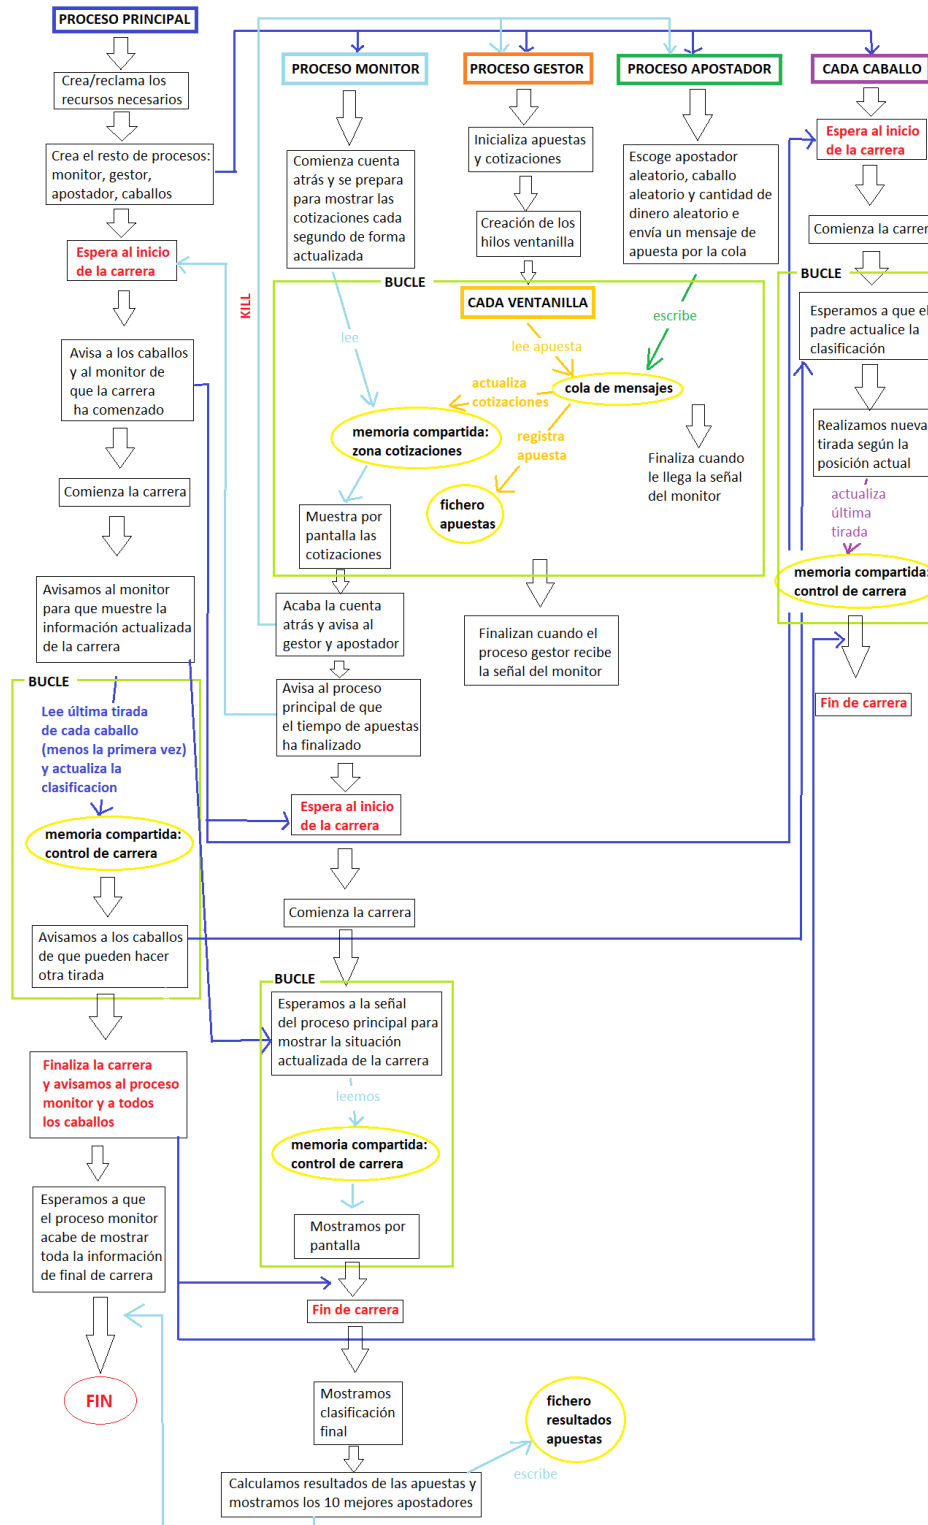 PROCESO PRINCIPAL
Crea/reclama los
recursos necesarios
Crea el resto de procesos:
monitor, gestor,
apostador, caballos
Espera al inicio
de la carrera
Avisa a los caballos
y al monitor de
que la carrera
ha comenzado
Comienza la carrera
Avisamos al monitor
para que muestre la
información actualizada
de la carrera
BUCLE
Lee última tirada
de cada caballo
(menos la primera vez)
y actualiza la
clasificacion
memoria compartida:
control de carrera
Avisamos a los caballos
de que pueden hacer
otra tirada
Finaliza la carrera
y avisamos al proceso
monitor y a todos
los caballos
Esperamos a que
el proceso monitor
acabe de mostrar
toda la información
de final de carrera
FIN
KILL
PROCESO MONITOR
Comienza cuenta
atrás y se prepara
para mostrar las
cotizaciones cada
segundo de forma
actualizada
BUCLE
lee
memoria compartida:
zona cotizaciones
Muestra por
pantalla las
cotizaciones
Acaba la cuenta
atrás y avisa al
gestor y apostador
Avisa al proceso
principal de que
el tiempo de apuestas
ha finalizado
Espera al inicio
de la carrera
Comienza la carrera
BUCLE
Esperamos a la señal
del proceso principal para
mostrar la situación
actualizada de la carrera
leemos
memoria compartida:
control de carrera
Mostramos por
pantalla
Fin de carrera
Mostramos
clasificación
final
Calculamos resultados de las apuestas y
mostramos los 10 mejores apostadores
escribe
fichero
resultados
apuestas
PROCESO GESTOR
Inicializa apuestas
y cotizaciones
Creación de los
hilos ventanilla
CADA VENTANILLA
lee apuesta
actualiza
cotizaciones
registra
apuesta
fichero
apuestas
Finalizan cuando el
proceso gestor recibe
la señal del monitor
PROCESO APOSTADOR
Escoge apostador
aleatorio, caballo
aleatorio y cantidad de
dinero aleatorio e
envía un mensaje de
apuesta por la cola
escribe
cola de mensajes
Finaliza cuando
le llega la señal
del monitor
CADA CABALLO
Espera al inicio
de la carrera
Comienza la carrer
BUCLE
Esperamos a que el
padre actualice la
clasificación
Realizamos nueva
tirada según la
posición actual
actualiza
última
tirada
memoria compartida:
control de carrera
Fin de carrera